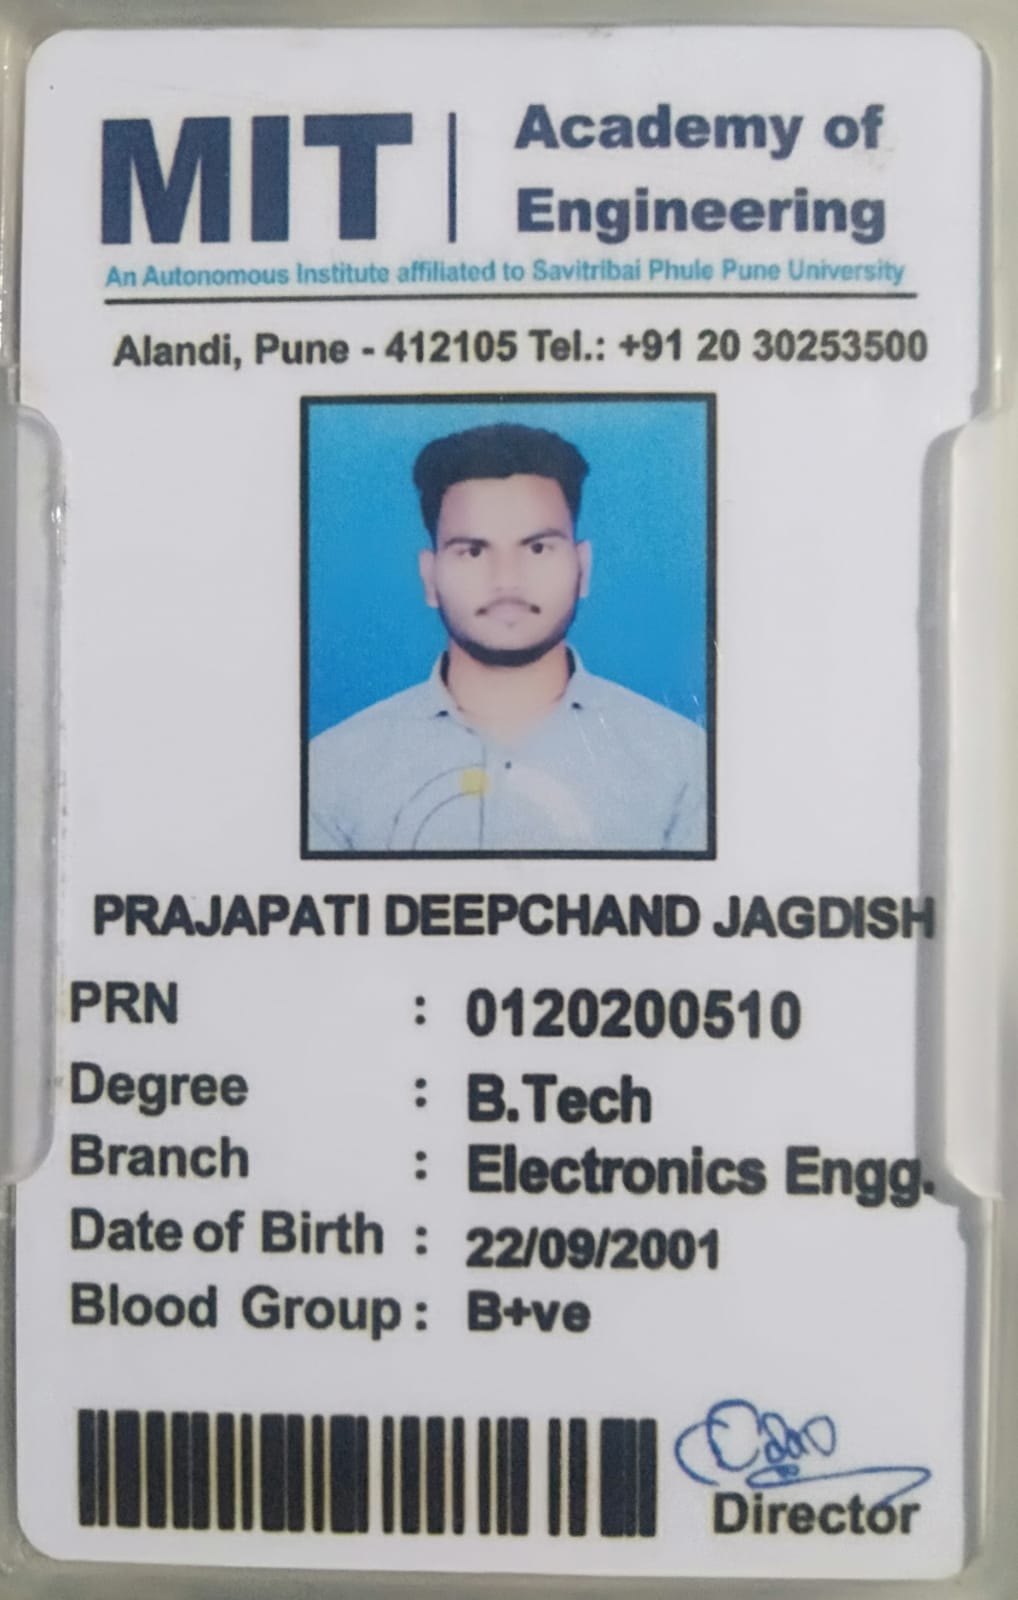 MIT | Academy of
Engineering
An Autonomous Institute affiliated to Savitribai Phule Pune University
Alandi, Pune - 412105 Tel.: +91 20 30253500
PRAJAPATI DEEPCHAND JAGDISH
PRN : 0120200510
Degree : B.Tech
Branch : Electronics Engg.
Date of Birth : 22/09/2001
Blood Group : B+ve
Director